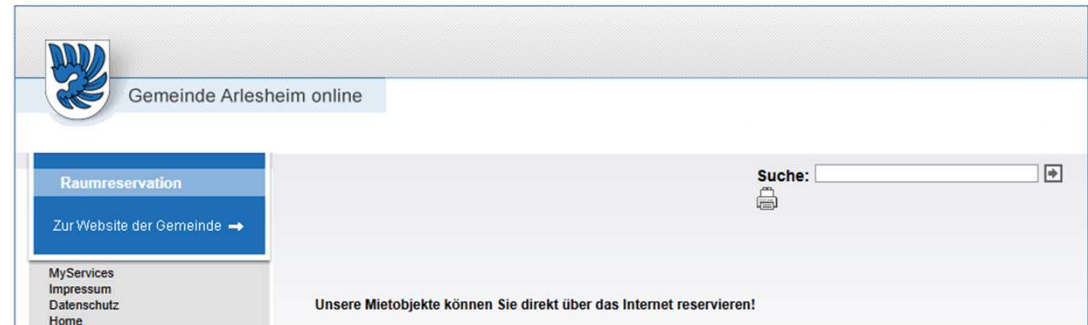 Gemeinde Arlesheim online
Raumreservation
Zur Website der Gemeinde
Suche:
MyServices
Impressum
Datenschutz
Home
Unsere Mietobjekte können Sie direkt über das Internet reservieren!